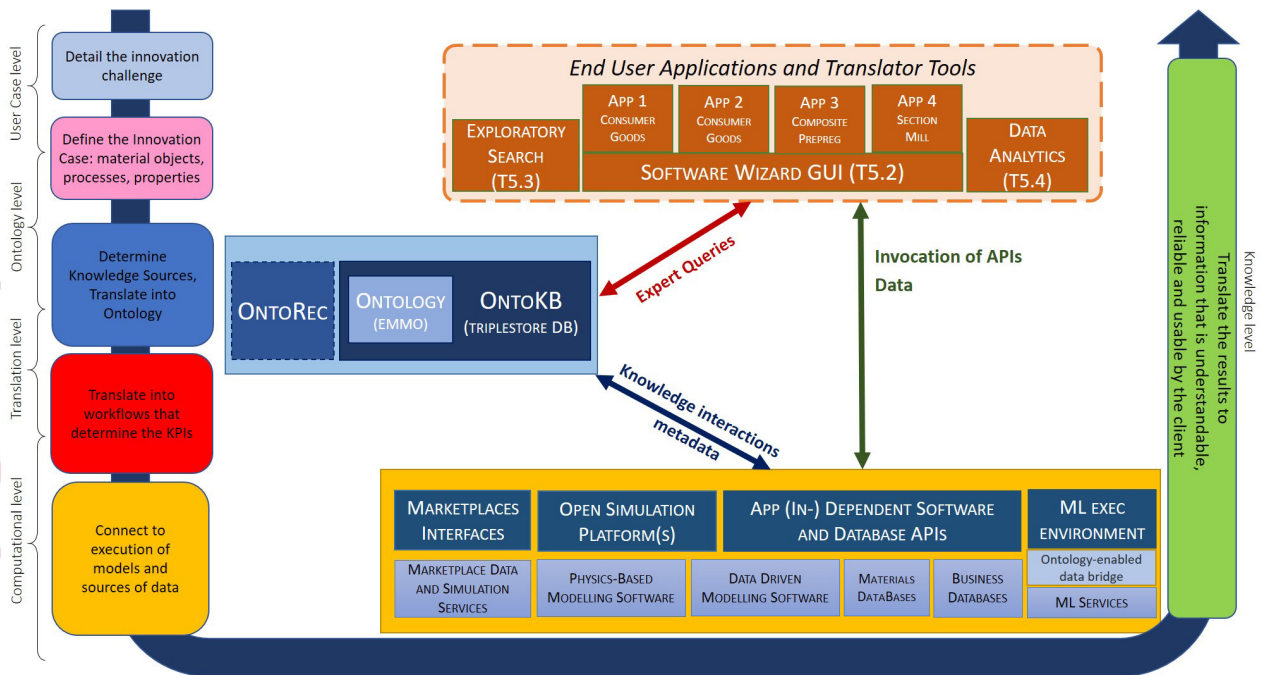 User Case level
Ontology level
Translation level
Computational level
Detail the innovation
challenge
Define the Innovation
Case: material objects,
processes, properties
Determine
Knowledge Sources,
Translate into
Ontology
Translate into
workflows that
determine the KPIs
Connect to
execution of
models and
sources of data
End User Applications and Translator Tools
EXPLORATORY
SEARCH
(T5.3)
APP 1
CONSUMER
GOODS
APP 2
CONSUMER
GOODS
APP 3
COMPOSITE
PREPREG
APP 4
SECTION
MILL
SOFTWARE WIZARD GUI (T5.2)
DATA
ANALYTICS
(T5.4)
ONTOREC
ONTOLOGY
(EMMO)
ONTOKB
(TRIPLESTORE DB)
Expert Queries
Invocation of APIs
Data
Knowledge interactions
metadata
MARKETPLACES
INTERFACES
OPEN SIMULATION
PLATFORM(S)
APP (IN-) DEPENDENT SOFTWARE
AND DATABASE APIS
ML EXEC
ENVIRONMENT
MARKETPLACE DATA
AND SIMULATION
SERVICES
PHYSICS-BASED
MODELLING SOFTWARE
DATA DRIVEN
MODELLING SOFTWARE
MATERIALS
DATABASES
BUSINESS
DATABASES
Ontology-enabled
data bridge
ML SERVICES
Translate the results to
information that is understandable,
reliable and usable by the client
Knowledge level